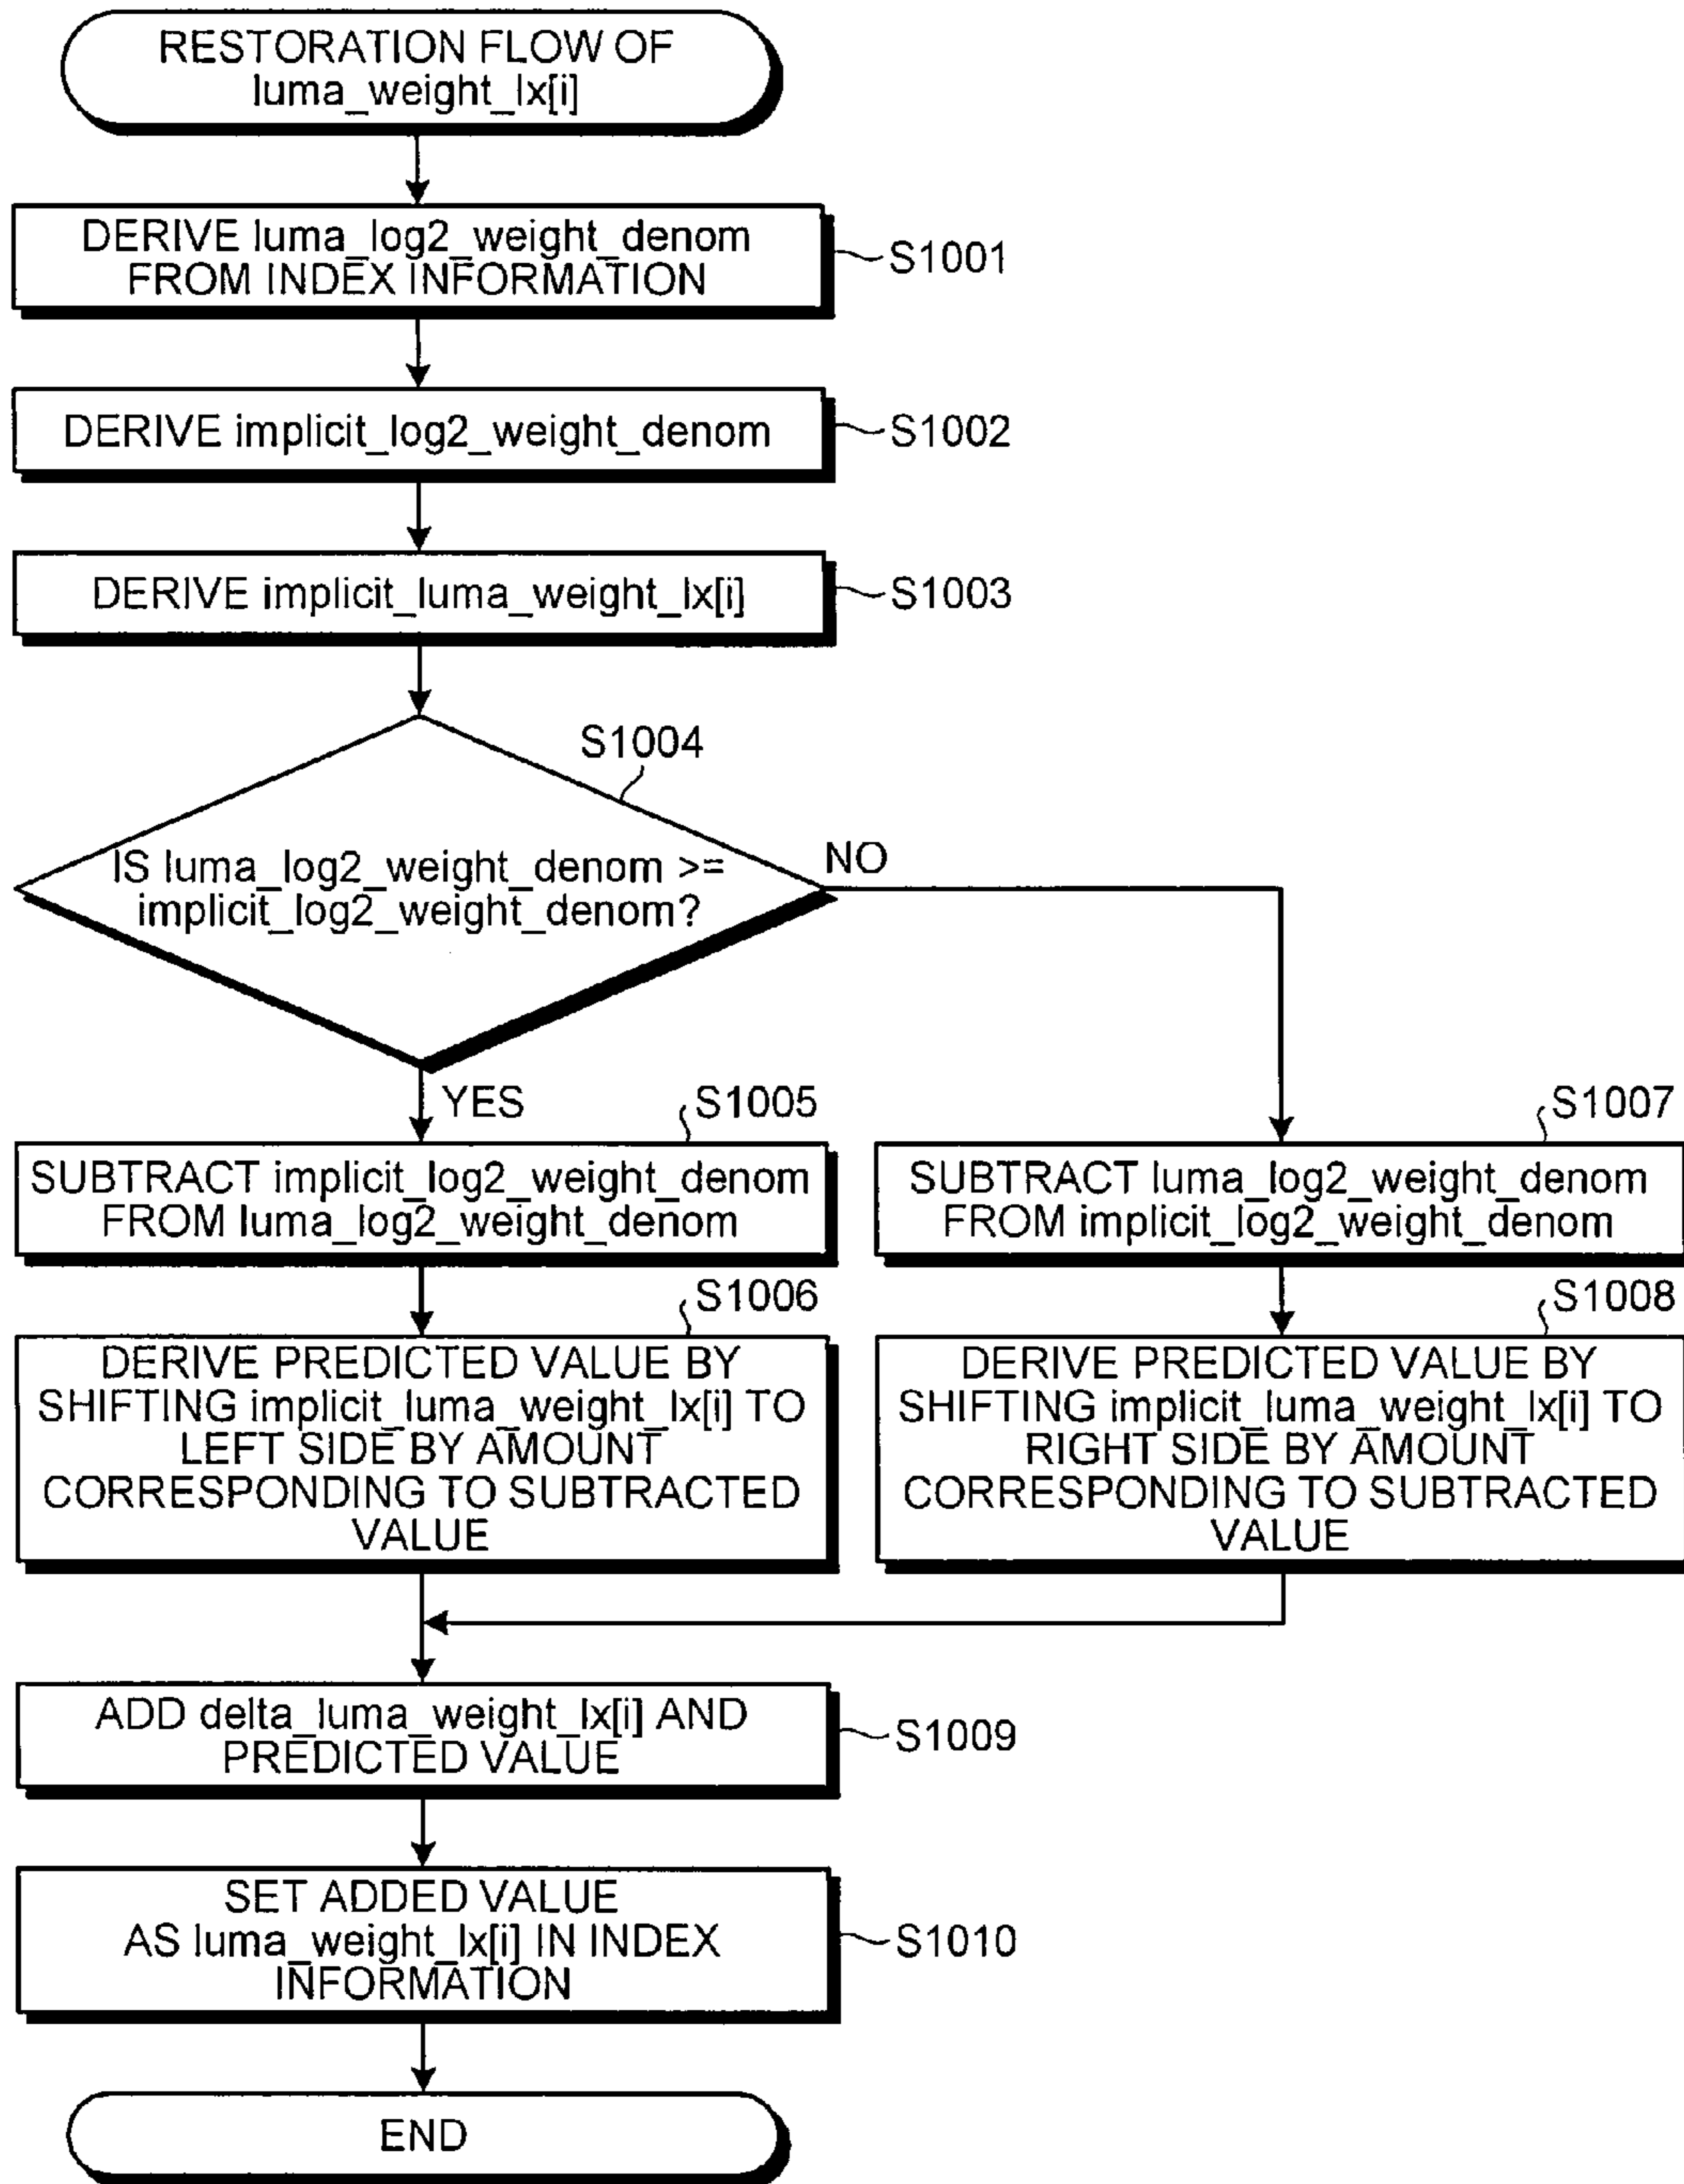 RESTORATION FLOW OF
luma_weight_lx[i]
DERIVE luma_log2_weight_denom
FROM INDEX INFORMATION
S1001
DERIVE implicit_log2_weight_denom
S1002
DERIVE implicit_luma_weight_lx[i]
S1003
S1004
IS luma_log2_weight_denom >=
implicit_log2_weight_denom?
NO
YES
S1005
SUBTRACT implicit_log2_weight_denom
FROM luma_log2_weight_denom
S1007
SUBTRACT luma_log2_weight_denom
FROM implicit_log2_weight_denom
S1006
DERIVE PREDICTED VALUE BY
SHIFTING implicit_luma_weight_lx[i] TO
LEFT SIDE BY AMOUNT
CORRESPONDING TO SUBTRACTED
VALUE
S1008
DERIVE PREDICTED VALUE BY
SHIFTING implicit_luma_weight_lx[i] TO
RIGHT SIDE BY AMOUNT
CORRESPONDING TO SUBTRACTED
VALUE
ADD delta_luma_weight_lx[i] AND
PREDICTED VALUE
S1009
SET ADDED VALUE
AS luma_weight_lx[i] IN INDEX
INFORMATION
S1010
END